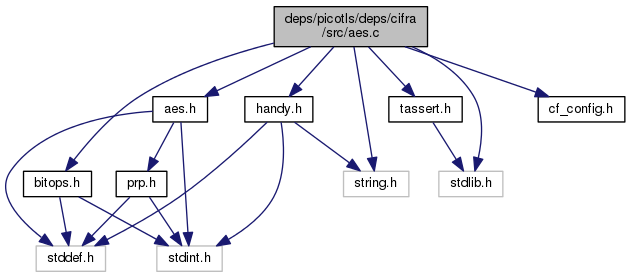 deps/picotls/deps/cifra
/src/aes.c
aes.h
handy.h
tassert.h
cf_config.h
bitops.h
prp.h
string.h
stdlib.h
stddef.h
stdint.h